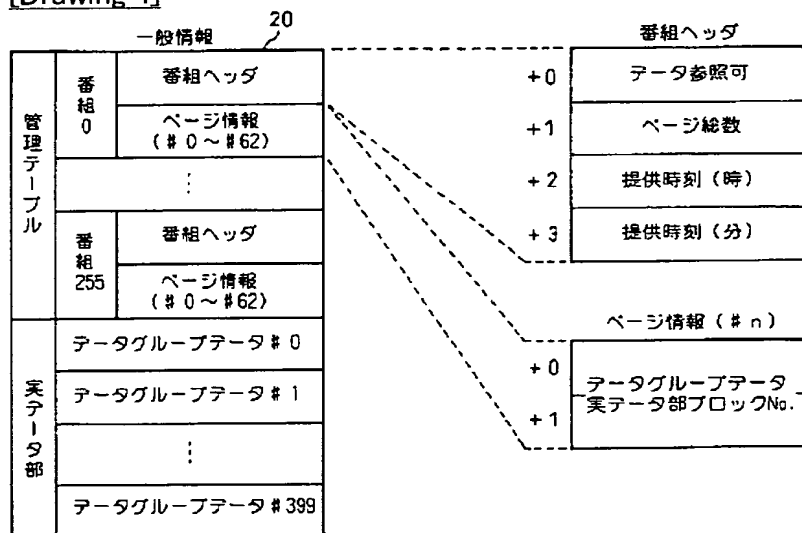 [Drawing 4]
一般情報
20
管理テーブル
番組0
番組ヘッダ
ページ情報
(#0~#62)
⋮
番組255
番組ヘッダ
ページ情報
(#0~#62)
実データ部
データグループデータ#0
データグループデータ#1
⋮
データグループデータ#399
番組ヘッダ
+0
データ参照可
+1
ページ総数
+2
提供時刻(時)
+3
提供時刻(分)
ページ情報(#n)
+0
データグループデータ
実データ部ブロックNo.
+1